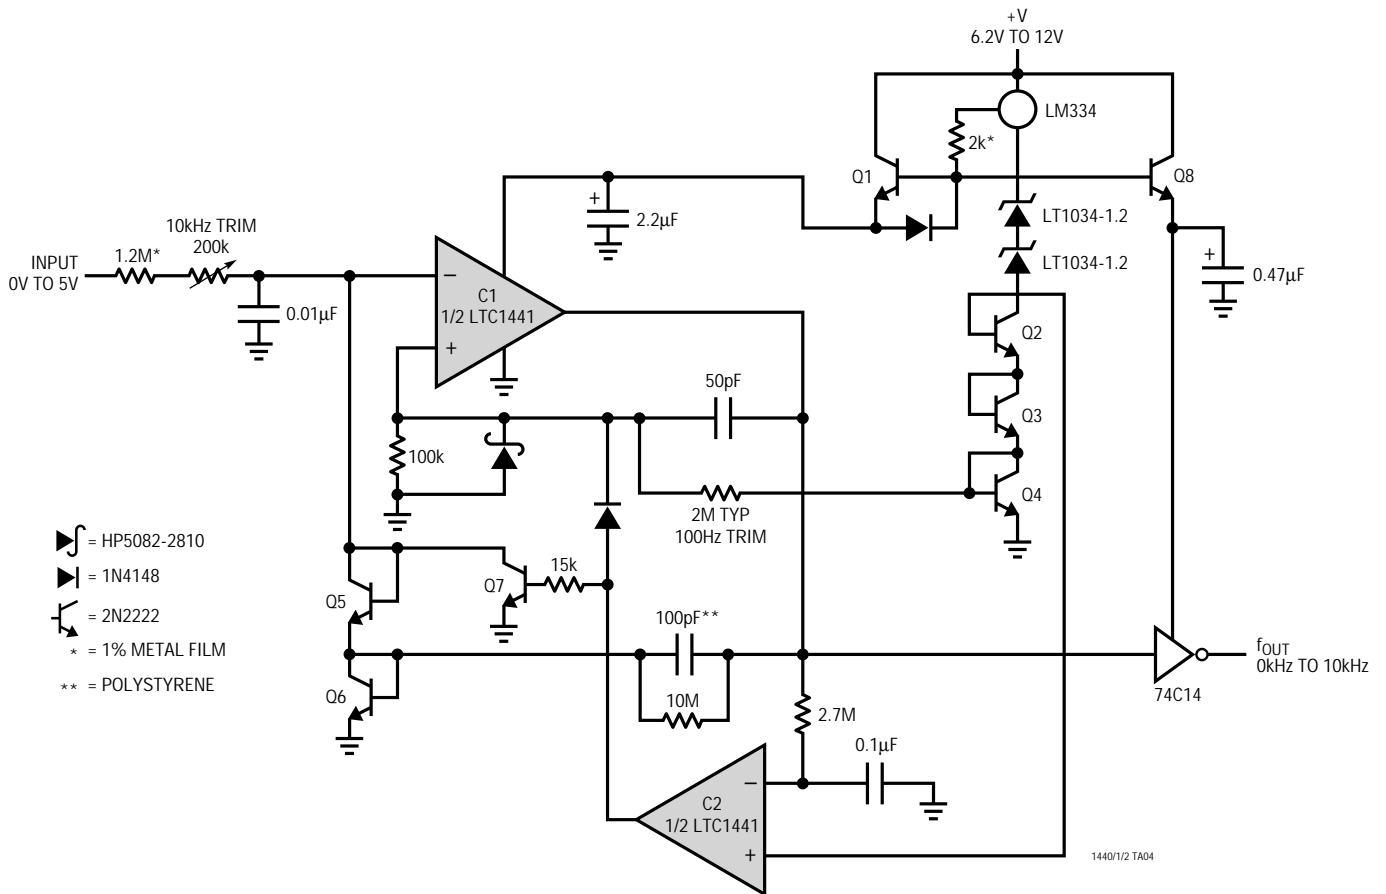 +V
6.2V TO 12V
LM334
2k*
Q1
Q8
LT1034-1.2
LT1034-1.2
+
2.2µF
+
0.47µF
10kHz TRIM
200k
1.2M*
INPUT
0V TO 5V
0.01µF
–
C1
1/2 LTC1441
+
Q2
50pF
Q3
100k
Q4
2M TYP
100Hz TRIM
= HP5082-2810
= 1N4148
= 2N2222
* = 1% METAL FILM
** = POLYSTYRENE
15k
Q7
Q5
100pF**
Q6
10M
fOUT
0kHz TO 10kHz
74C14
2.7M
0.1µF
–
C2
1/2 LTC1441
+
1440/1/2 TA04